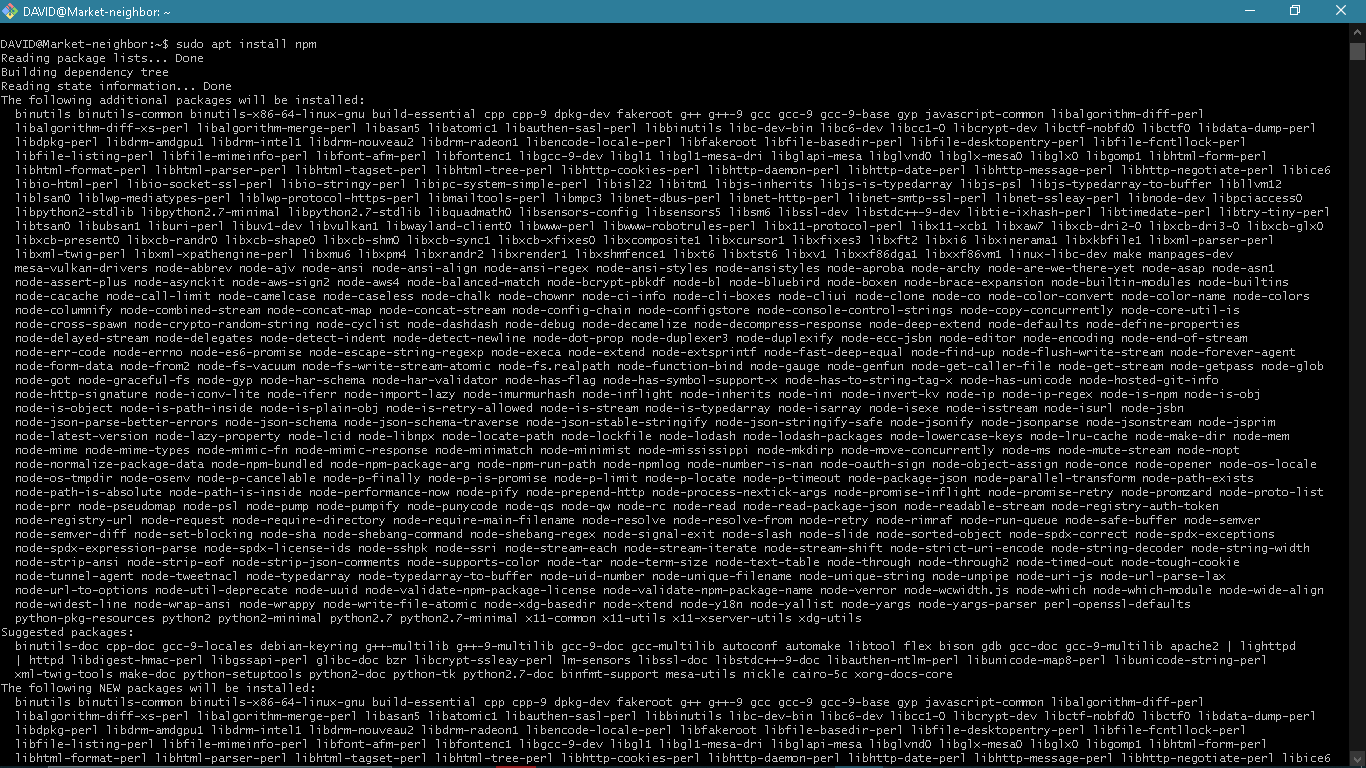 DAVID@Market-neighbor: ~
DAVID@Market-neighbor:~$ sudo apt install npm
Reading package lists... Done
Building dependency tree
Reading state information... Done
The following additional packages will be installed:
binutils binutils-common binutils-x86-64-linux-gnu build-essential cpp cpp-9 dpkg-dev fakeroot g++ g++-9 gcc gcc-9 gcc-9-base gyp javascript-common libalgorithm-diff-perl
libalgorithm-diff-xs-perl libalgorithm-merge-perl libasan5 libatomic1 libauthen-sasl-perl libbinutils libc-dev-bin libc6-dev libcc1-0 libcrypt-dev libctf-nobfd0 libctf0 libdata-dump-perl
libdpkg-perl libdrm-amdgpu1 libdrm-intel1 libdrm-nouveau2 libdrm-radeon1 libencode-locale-perl libfakeroot libfile-basedir-perl libfile-desktopentry-perl libfile-fcntllock-perl
libfile-listing-perl libfile-mimeinfo-perl libfont-afm-perl libfontenc1 libgcc-9-dev libgl1 libgl1-mesa-dri libglapi-mesa libglvnd0 libglx-mesa0 libglx0 libgomp1 libhtml-form-perl
libhtml-format-perl libhtml-parser-perl libhtml-tagset-perl libhtml-tree-perl libhttp-cookies-perl libhttp-daemon-perl libhttp-date-perl libhttp-message-perl libhttp-negotiate-perl libice6
libio-html-perl libio-socket-ssl-perl libio-stringy-perl libipc-system-simple-perl libisl22 libitm1 libjs-inherits libjs-is-typedarray libjs-psl libjs-typedarray-to-buffer libllvm12
liblsan0 liblwp-mediatypes-perl liblwp-protocol-https-perl libmailtools-perl libmpc3 libnet-dbus-perl libnet-http-perl libnet-smtp-ssl-perl libnet-ssleay-perl libnode-dev libpciaccess0
libpython2-stdlib libpython2.7-minimal libpython2.7-stdlib libquadmath0 libsensors-config libsensors5 libsm6 libssl-dev libstdc++-9-dev libtie-ixhash-perl libtimedate-perl libtry-tiny-perl
libtsan0 libubsan1 liburi-perl libuv1-dev libvulkan1 libwayland-client0 libwww-perl libwww-robotrules-perl libx11-protocol-perl libx11-xcb1 libxaw7 libxcb-dri2-0 libxcb-dri3-0 libxcb-glx0
libxcb-present0 libxcb-randr0 libxcb-shape0 libxcb-shm0 libxcb-sync1 libxcb-xfixes0 libxcomposite1 libxcursor1 libxfixes3 libxft2 libxi6 libxinerama1 libxkbfile1 libxml-parser-perl
libxml-twig-perl libxml-xpathengine-perl libxmu6 libxpm4 libxrandr2 libxrender1 libxshmfence1 libxt6 libxtst6 libxv1 libxxf86dga1 libxxf86vm1 linux-libc-dev make manpages-dev
mesa-vulkan-drivers node-abbrev node-ajv node-ansi node-ansi-align node-ansi-regex node-ansi-styles node-ansistyles node-aproba node-archy node-are-we-there-yet node-asap node-asn1
node-assert-plus node-asynckit node-aws-sign2 node-aws4 node-balanced-match node-bcrypt-pbkdf node-bl node-bluebird node-boxen node-brace-expansion node-builtin-modules node-builtins
node-cacache node-call-limit node-camelcase node-caseless node-chalk node-chownr node-ci-info node-cli-boxes node-cliui node-clone node-co node-color-convert node-color-name node-colors
node-columnify node-combined-stream node-concat-map node-concat-stream node-config-chain node-configstore node-console-control-strings node-copy-concurrently node-core-util-is
node-cross-spawn node-crypto-random-string node-cyclist node-dashdash node-debug node-decamelize node-decompress-response node-deep-extend node-defaults node-define-properties
node-delayed-stream node-delegates node-detect-indent node-detect-newline node-dot-prop node-duplexer3 node-duplexify node-ecc-jsbn node-editor node-encoding node-end-of-stream
node-err-code node-errno node-es6-promise node-escape-string-regexp node-execa node-extend node-extsprintf node-fast-deep-equal node-find-up node-flush-write-stream node-forever-agent
node-form-data node-from2 node-fs-vacuum node-fs-write-stream-atomic node-fs.realpath node-function-bind node-gauge node-genfun node-get-caller-file node-get-stream node-getpass node-glob
node-got node-graceful-fs node-gyp node-har-schema node-har-validator node-has-flag node-has-symbol-support-x node-has-to-string-tag-x node-has-unicode node-hosted-git-info
node-http-signature node-iconv-lite node-iferr node-import-lazy node-imurmurhash node-inflight node-inherits node-ini node-invert-kv node-ip node-ip-regex node-is-npm node-is-obj
node-is-object node-is-path-inside node-is-plain-obj node-is-retry-allowed node-is-stream node-is-typedarray node-isarray node-isexe node-isstream node-isurl node-jsbn
node-json-parse-better-errors node-json-schema node-json-schema-traverse node-json-stable-stringify node-json-stringify-safe node-jsonify node-jsonparse node-jsonstream node-jsprim
node-latest-version node-lazy-property node-lcid node-libnpx node-locate-path node-lockfile node-lodash node-lodash-packages node-lowercase-keys node-lru-cache node-make-dir node-mem
node-mime node-mime-types node-mimic-fn node-mimic-response node-minimatch node-minimist node-mississippi node-mkdirp node-move-concurrently node-ms node-mute-stream node-nopt
node-normalize-package-data node-npm-bundled node-npm-package-arg node-npm-run-path node-npmlog node-number-is-nan node-oauth-sign node-object-assign node-once node-opener node-os-locale
node-os-tmpdir node-osenv node-p-cancelable node-p-finally node-p-is-promise node-p-limit node-p-locate node-p-timeout node-package-json node-parallel-transform node-path-exists
node-path-is-absolute node-path-is-inside node-performance-now node-pify node-prepend-http node-process-nextick-args node-promise-inflight node-promise-retry node-promzard node-proto-list
node-prr node-pseudomap node-psl node-pump node-pumpify node-punycode node-qs node-qw node-rc node-read node-read-package-json node-readable-stream node-registry-auth-token
node-registry-url node-request node-require-directory node-require-main-filename node-resolve node-resolve-from node-retry node-rimraf node-run-queue node-safe-buffer node-semver
node-semver-diff node-set-blocking node-sha node-shebang-command node-shebang-regex node-signal-exit node-slash node-slide node-sorted-object node-spdx-correct node-spdx-exceptions
node-spdx-expression-parse node-spdx-license-ids node-sshpk node-ssri node-stream-each node-stream-iterate node-stream-shift node-strict-uri-encode node-string-decoder node-string-width
node-strip-ansi node-strip-eof node-strip-json-comments node-supports-color node-tar node-term-size node-text-table node-through node-through2 node-timed-out node-tough-cookie
node-tunnel-agent node-tweetnacl node-typedarray node-typedarray-to-buffer node-uid-number node-unique-filename node-unique-string node-unpipe node-uri-js node-url-parse-lax
node-url-to-options node-util-deprecate node-uuid node-validate-npm-package-license node-validate-npm-package-name node-verror node-wcwidth.js node-which node-which-module node-wide-align
node-widest-line node-wrap-ansi node-wrappy node-write-file-atomic node-xdg-basedir node-xtend node-y18n node-yallist node-yargs node-yargs-parser perl-openssl-defaults
python-pkg-resources python2 python2-minimal python2.7 python2.7-minimal x11-common x11-utils x11-xserver-utils xdg-utils
Suggested packages:
binutils-doc cpp-doc gcc-9-locales debian-keyring g++-multilib g++-9-multilib gcc-9-doc gcc-multilib autoconf automake libtool flex bison gdb gcc-doc gcc-9-multilib apache2 | lighttpd
| httpd libdigest-hmac-perl libgssapi-perl glibc-doc bzr libcrypt-ssleay-perl lm-sensors libssl-doc libstdc++-9-doc libauthen-ntlm-perl libunicode-map8-perl libunicode-string-perl
xml-twig-tools make-doc python-setuptools python2-doc python-tk python2.7-doc binfmt-support mesa-utils nickle cairo-5c xorg-docs-core
The following NEW packages will be installed:
binutils binutils-common binutils-x86-64-linux-gnu build-essential cpp cpp-9 dpkg-dev fakeroot g++ g++-9 gcc gcc-9 gcc-9-base gyp javascript-common libalgorithm-diff-perl
libalgorithm-diff-xs-perl libalgorithm-merge-perl libasan5 libatomic1 libauthen-sasl-perl libbinutils libc-dev-bin libc6-dev libcc1-0 libcrypt-dev libctf-nobfd0 libctf0 libdata-dump-perl
libdpkg-perl libdrm-amdgpu1 libdrm-intel1 libdrm-nouveau2 libdrm-radeon1 libencode-locale-perl libfakeroot libfile-basedir-perl libfile-desktopentry-perl libfile-fcntllock-perl
libfile-listing-perl libfile-mimeinfo-perl libfont-afm-perl libfontenc1 libgcc-9-dev libgl1 libgl1-mesa-dri libglapi-mesa libglvnd0 libglx-mesa0 libglx0 libgomp1 libhtml-form-perl
libhtml-format-perl libhtml-parser-perl libhtml-tagset-perl libhtml-tree-perl libhttp-cookies-perl libhttp-daemon-perl libhttp-date-perl libhttp-message-perl libhttp-negotiate-perl libice6